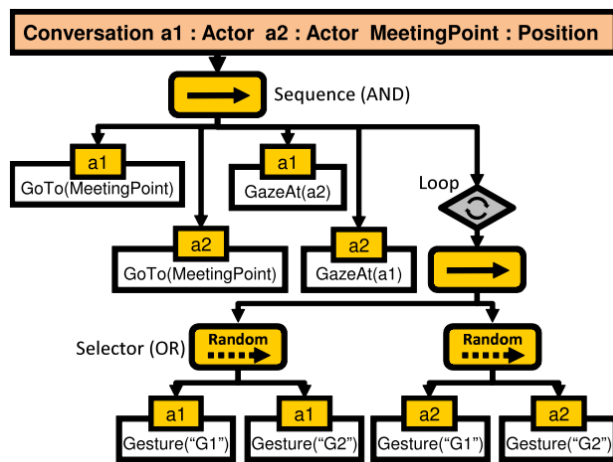 Conversation a1 : Actor a2 : Actor MeetingPoint : Position
Sequence (AND)
a1
GoTo(MeetingPoint)
a1
GazeAt(a2)
Loop
a2
GoTo(MeetingPoint)
a2
GazeAt(a1)
Selector (OR)
Random
Random
a1
Gesture(“G1”)
a1
Gesture(“G2”)
a2
Gesture(“G1”)
a2
Gesture(“G2”)